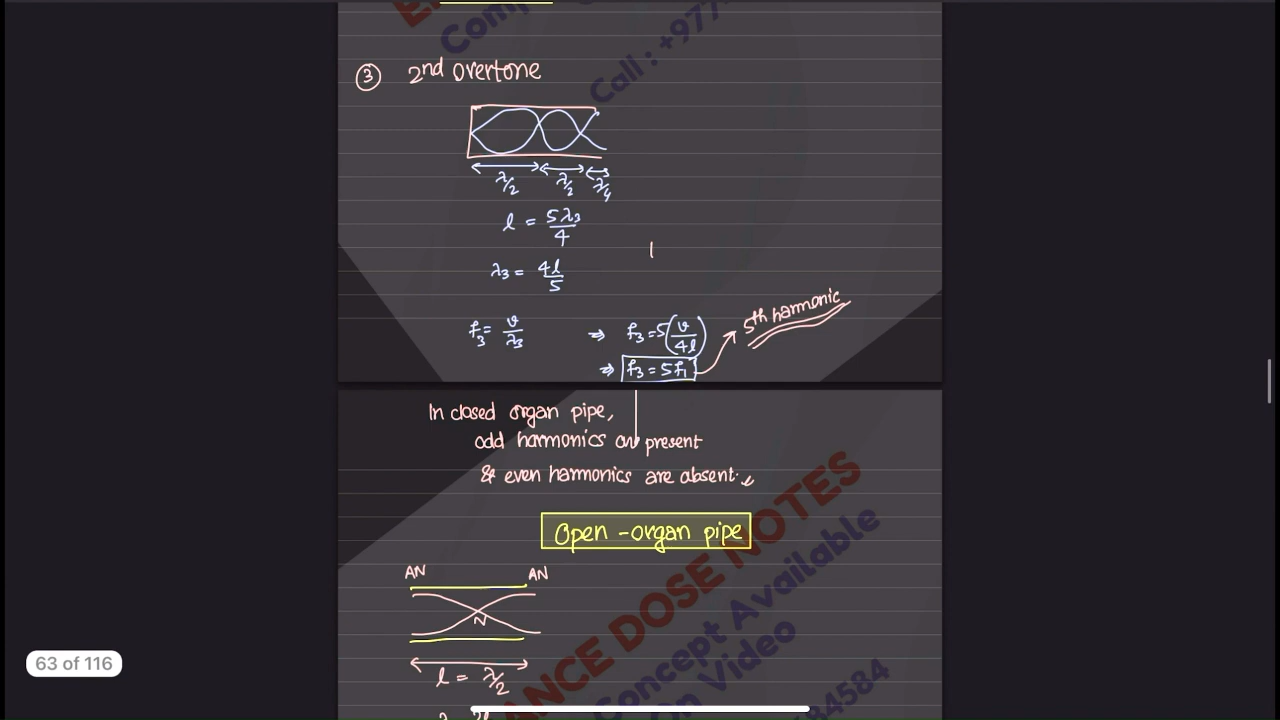 Call : +977
③ 2nd overtone
λ/2 λ/2 λ/4
l = 5λ₃/4
λ₃ = 4l/5
f₃ = v/λ₃ ⇒ f₃ = 5(v/4l)
⇒ f₃ = 5f₁
5th harmonic
In closed organ pipe,
odd harmonics are present
& even harmonics are absent.
Open -organ pipe
AN AN
N
l = λ/2
63 of 116
ANCE DOSE NOTES
Concept Available
On Video
84584